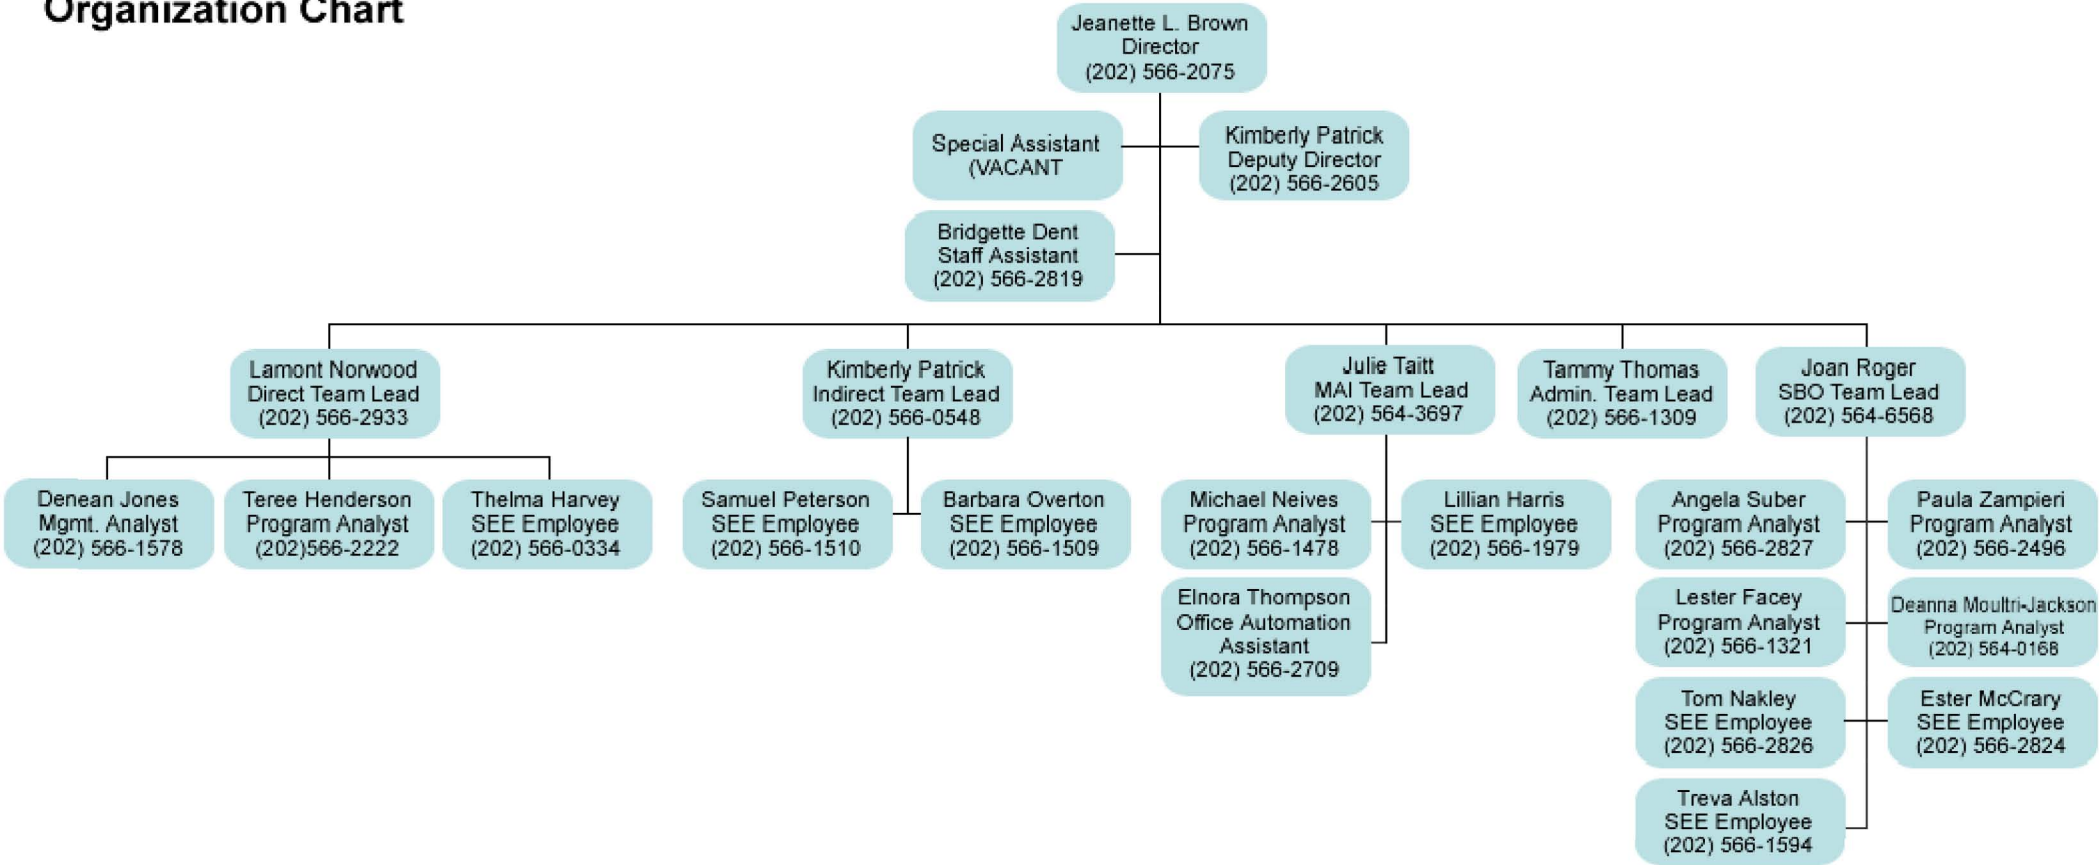 Organization Chart
Jeanette L. Brown
Director
(202) 566-2075
Special Assistant
(VACANT
Kimberly Patrick
Deputy Director
(202) 566-2605
Bridgette Dent
Staff Assistant
(202) 566-2819
Lamont Norwood
Direct Team Lead
(202) 566-2933
Kimberly Patrick
Indirect Team Lead
(202) 566-0548
Julie Taitt
MAI Team Lead
(202) 564-3697
Tammy Thomas
Admin. Team Lead
(202) 566-1309
Joan Roger
SBO Team Lead
(202) 564-6568
Denean Jones
Mgmt. Analyst
(202) 566-1578
Teree Henderson
Program Analyst
(202)566-2222
Thelma Harvey
SEE Employee
(202) 566-0334
Samuel Peterson
SEE Employee
(202) 566-1510
Barbara Overton
SEE Employee
(202) 566-1509
Michael Neives
Program Analyst
(202) 566-1478
Lillian Harris
SEE Employee
(202) 566-1979
Elnora Thompson
Office Automation
Assistant
(202) 566-2709
Angela Suber
Program Analyst
(202) 566-2827
Paula Zampieri
Program Analyst
(202) 566-2496
Lester Facey
Program Analyst
(202) 566-1321
Deanna Moultri-Jackson
Program Analyst
(202) 564-0168
Tom Nakley
SEE Employee
(202) 566-2826
Ester McCrary
SEE Employee
(202) 566-2824
Treva Alston
SEE Employee
(202) 566-1594